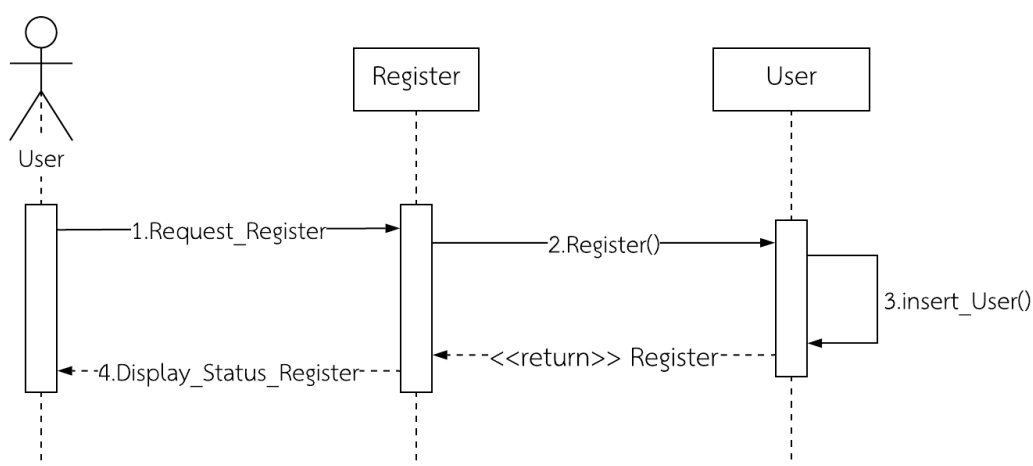 Register
User
User
1.Request_Register
2.Register()
3.insert_User()
<<return>> Register
4.Display_Status_Register